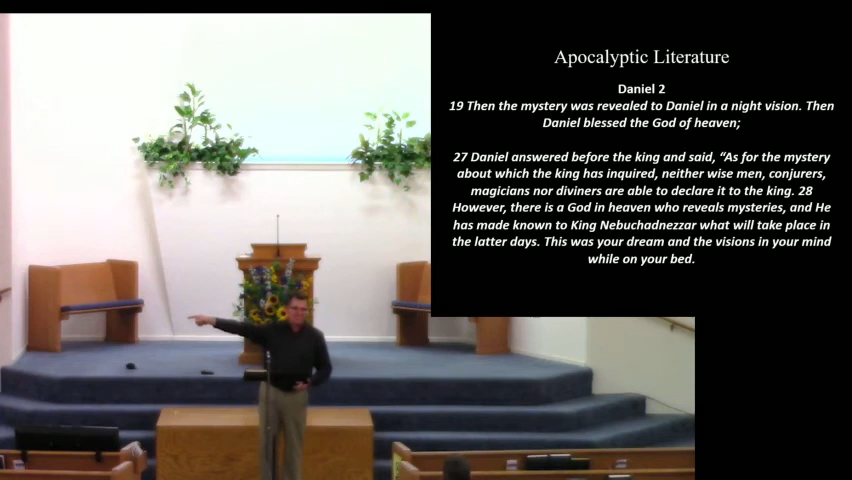 Apocalyptic Literature
Daniel 2
19 Then the mystery was revealed to Daniel in a night vision. Then
Daniel blessed the God of heaven;
27 Daniel answered before the king and said, “As for the mystery
about which the king has inquired, neither wise men, conjurers,
magicians nor diviners are able to declare it to the king. 28
However, there is a God in heaven who reveals mysteries, and He
has made known to King Nebuchadnezzar what will take place in
the latter days. This was your dream and the visions in your mind
while on your bed.